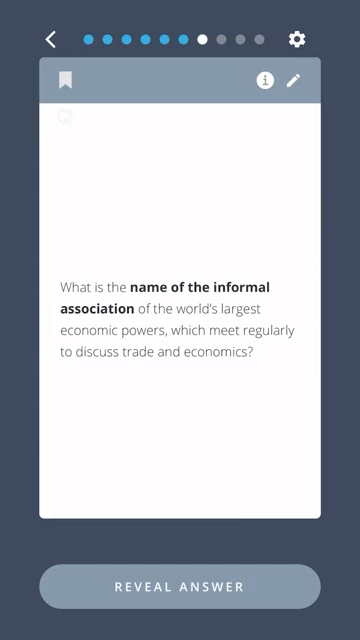 What is the name of the informal
association of the world's largest
economic powers, which meet regularly
to discuss trade and economics?
REVEAL ANSWER